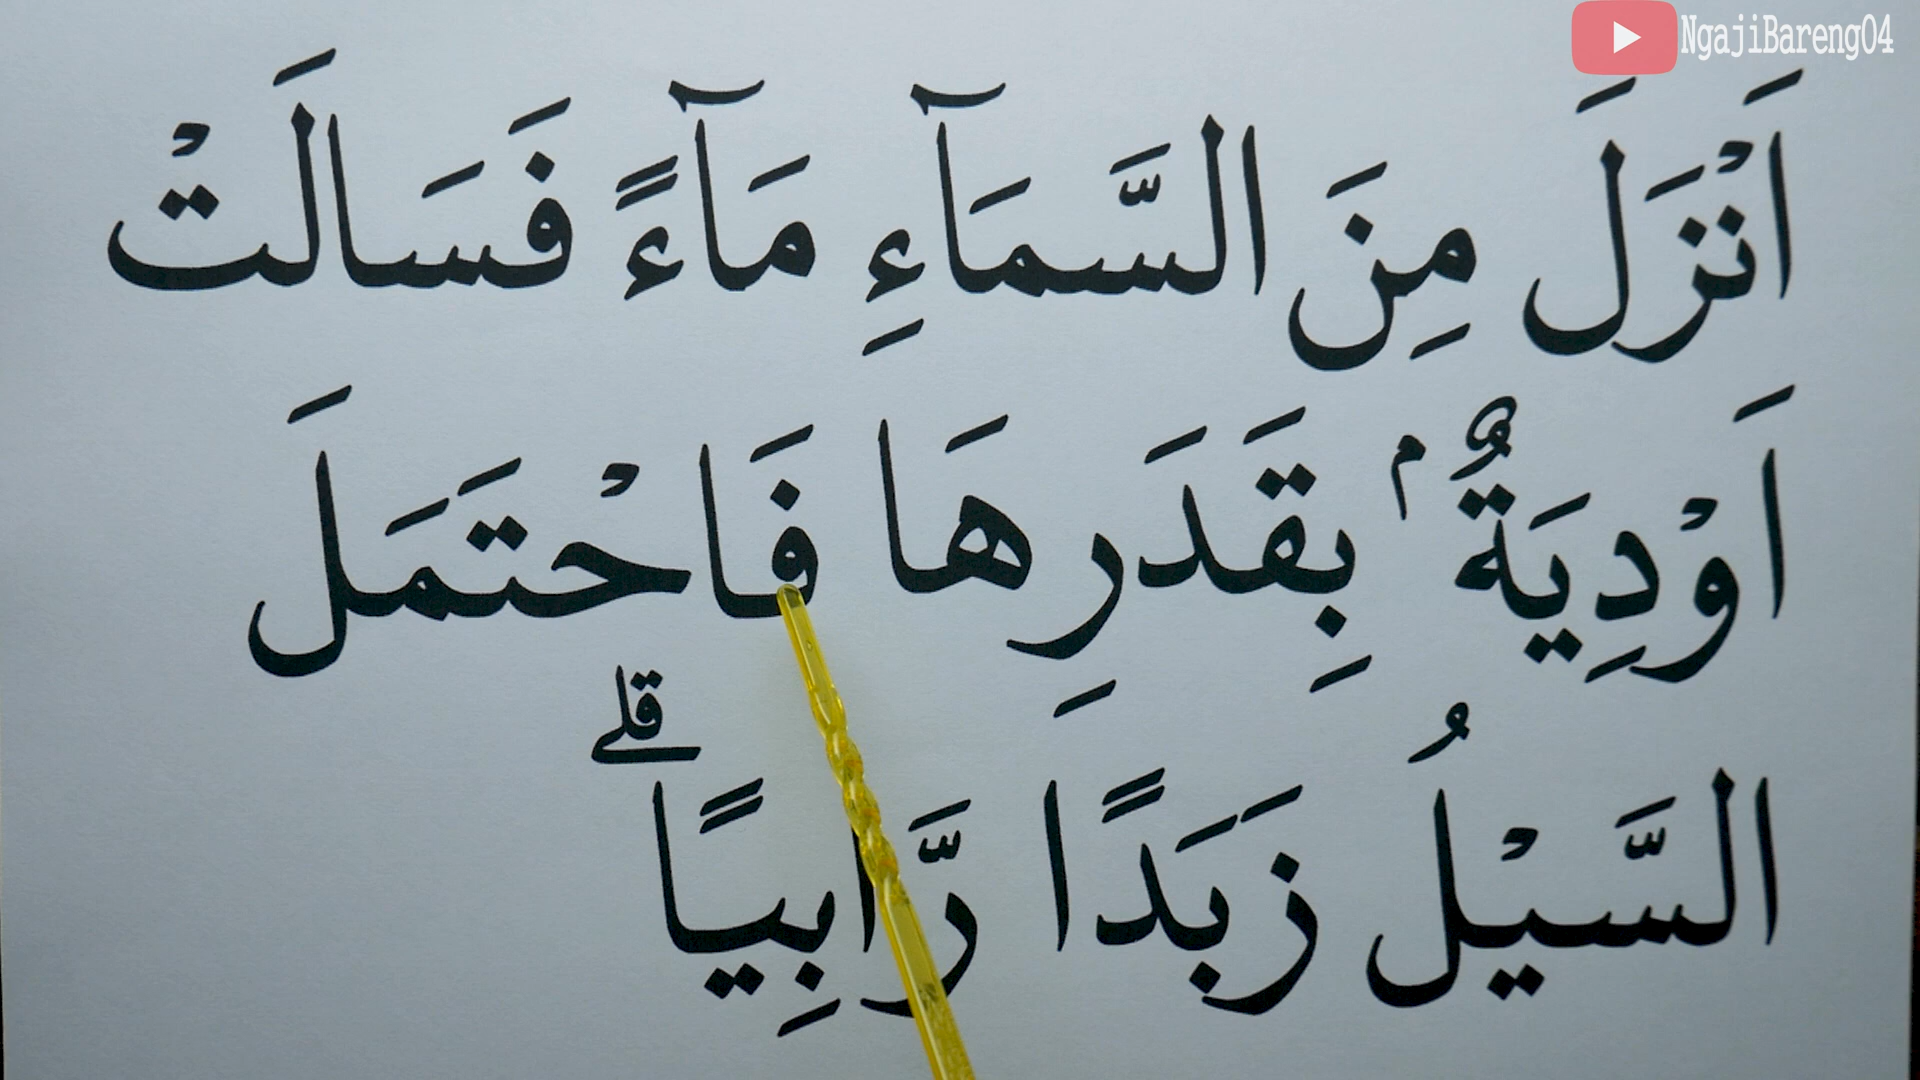 NgajiBareng04
اَنْزَلَ مِنَ السَّمَآءِ مَآءً فَسَالَتْ
اَوْدِيَةٌ ۢ بِقَدَرِهَا فَاحْتَمَلَ
السَّيْلُ زَبَدًا رَّابِيًا ۗ